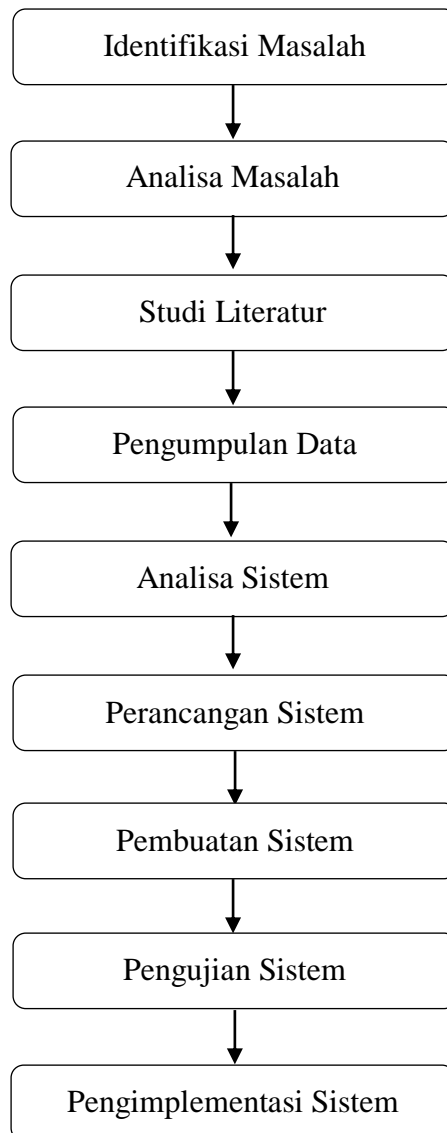 Identifikasi Masalah
Analisa Masalah
Studi Literatur
Pengumpulan Data
Analisa Sistem
Perancangan Sistem
Pembuatan Sistem
Pengujian Sistem
Pengimplementasi Sistem